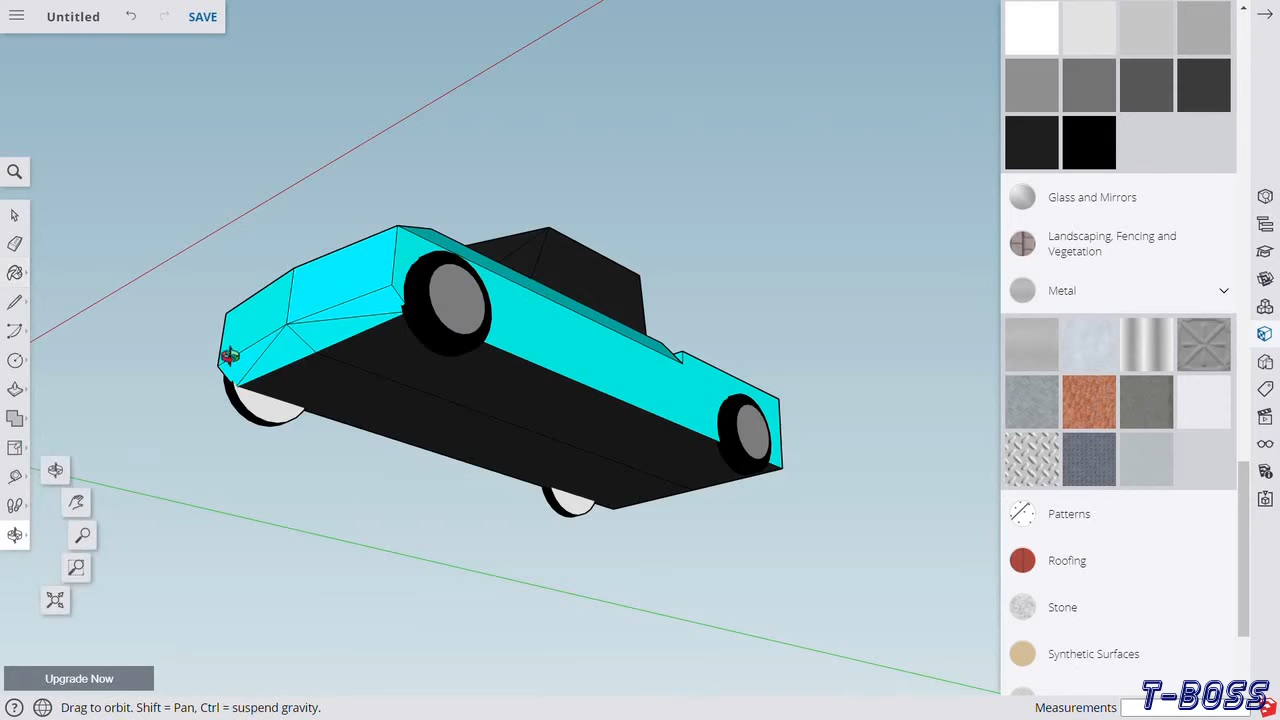 Untitled
SAVE
Glass and Mirrors
Landscaping, Fencing and
Vegetation
Metal
Patterns
Roofing
Stone
Synthetic Surfaces
Upgrade Now
Drag to orbit. Shift = Pan, Ctrl = suspend gravity.
Measurements
T-BOSS